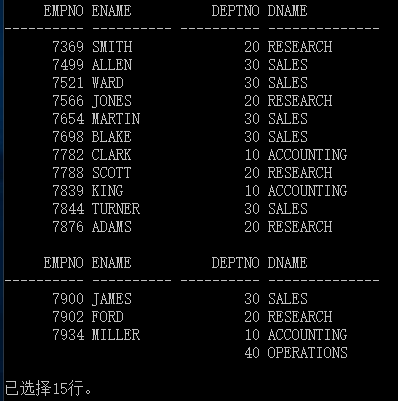 EMPNO ENAME          DEPTNO DNAME
---------- ---------- ---------- --------------
      7369 SMITH              20 RESEARCH
      7499 ALLEN              30 SALES
      7521 WARD               30 SALES
      7566 JONES              20 RESEARCH
      7654 MARTIN             30 SALES
      7698 BLAKE              30 SALES
      7782 CLARK              10 ACCOUNTING
      7788 SCOTT              20 RESEARCH
      7839 KING               10 ACCOUNTING
      7844 TURNER             30 SALES
      7876 ADAMS              20 RESEARCH

     EMPNO ENAME          DEPTNO DNAME
---------- ---------- ---------- --------------
      7900 JAMES              30 SALES
      7902 FORD               20 RESEARCH
      7934 MILLER             10 ACCOUNTING
                              40 OPERATIONS

已选择15行。